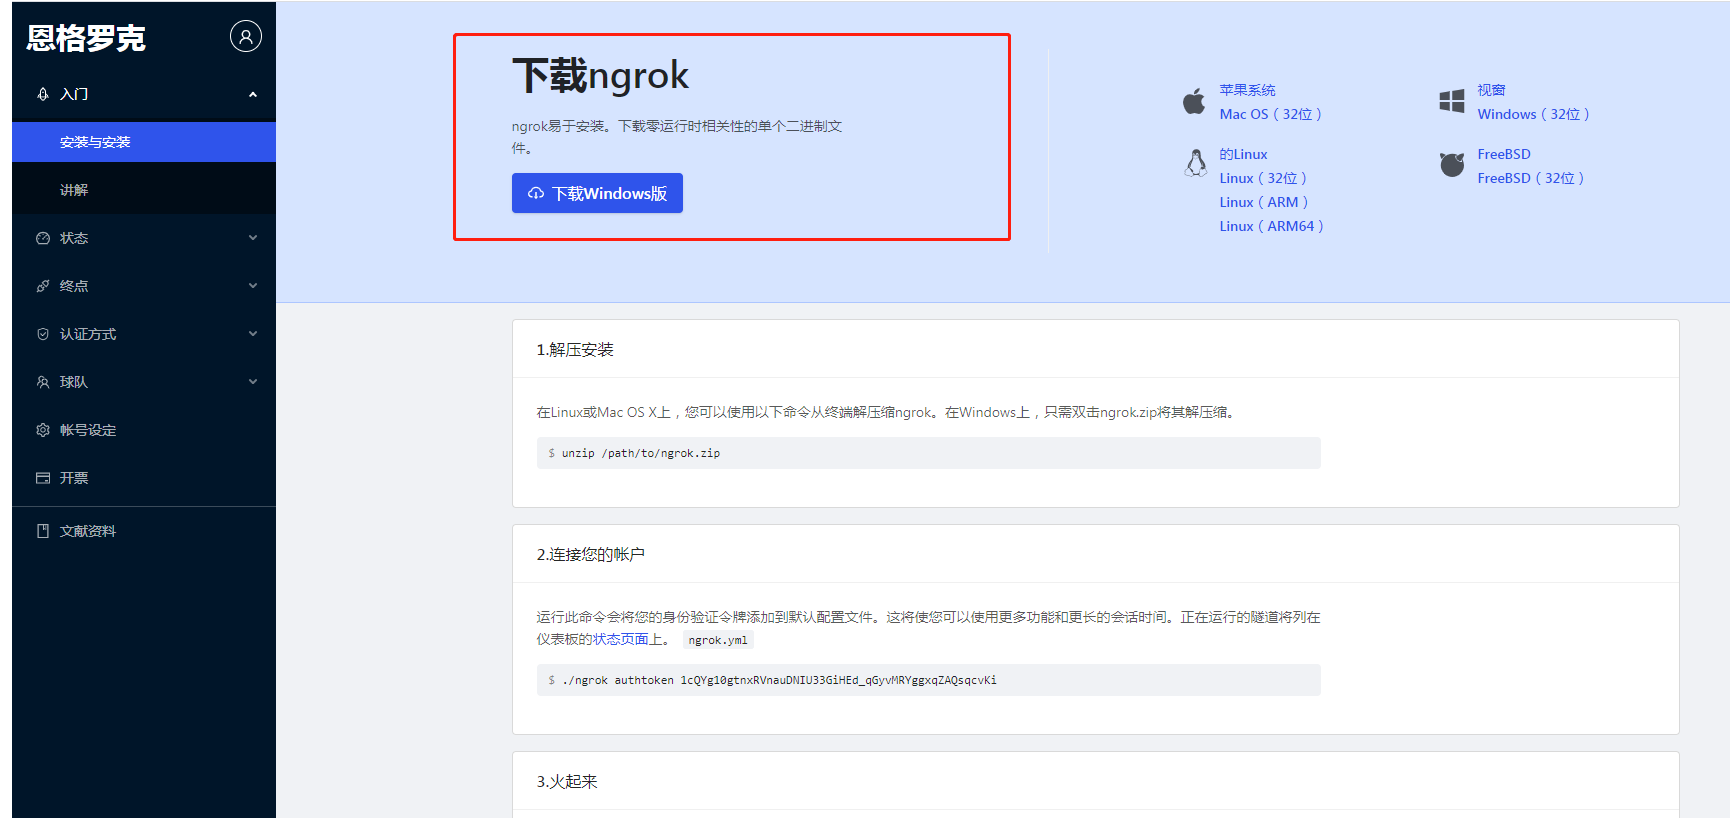 恩格罗克
入门
安装与安装
讲解
状态
终点
认证方式
球队
帐号设定
开票
文献资料
下载ngrok
ngrok易于安装。下载零运行时相关性的单个二进制文
件。
下载Windows版
苹果系统
Mac OS（32位）
的Linux
Linux（32位）
Linux（ARM）
Linux（ARM64）
视窗
Windows（32位）
FreeBSD
FreeBSD（32位）
1.解压安装
在Linux或Mac OS X上，您可以使用以下命令从终端解压缩ngrok。在Windows上，只需双击ngrok.zip将其解压缩。
$ unzip /path/to/ngrok.zip
2.连接您的帐户
运行此命令会将您的身份验证令牌添加到默认配置文件。这将使您可以使用更多功能和更长的会话时间。正在运行的隧道将列在
仪表板的状态页面上。 ngrok.yml
$ ./ngrok authtoken 1cQYg10gtnxRVnauDNIU33GiHEd_qGyvMRYggxqZAQsqcvKi
3.火起来